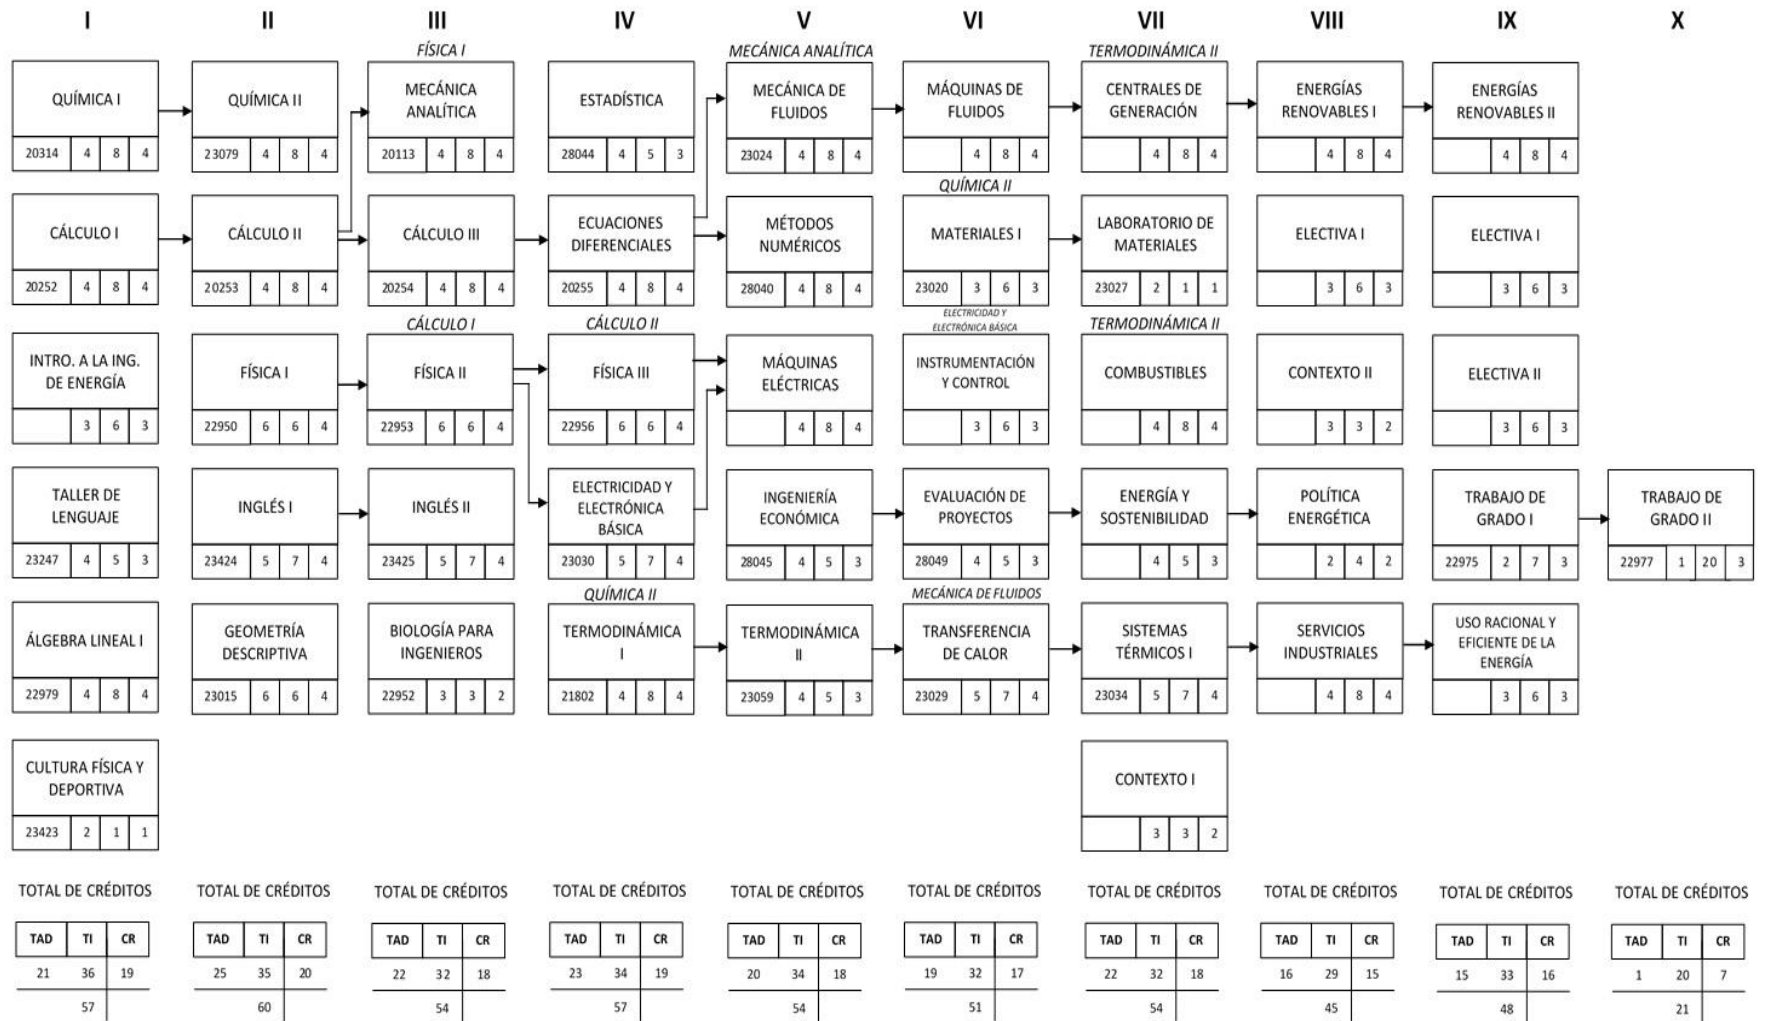 I II III IV V VI VII VIII IX X
FÍSICA I MECÁNICA ANALÍTICA TERMODINÁMICA II
QUÍMICA I
20314 4 8 4
QUÍMICA II
23079 4 8 4
MECÁNICA
ANALÍTICA
20113 4 8 4
ESTADÍSTICA
28044 4 5 3
MECÁNICA DE
FLUIDOS
23024 4 8 4
MÁQUINAS DE
FLUIDOS
4 8 4
CENTRALES DE
GENERACIÓN
4 8 4
ENERGÍAS
RENOVABLES I
4 8 4
ENERGÍAS
RENOVABLES II
4 8 4
QUÍMICA II
CÁLCULO I
20252 4 8 4
CÁLCULO II
20253 4 8 4
CÁLCULO III
20254 4 8 4
ECUACIONES
DIFERENCIALES
20255 4 8 4
MÉTODOS
NUMÉRICOS
28040 4 8 4
MATERIALES I
23020 3 6 3
LABORATORIO DE
MATERIALES
23027 2 1 1
ELECTIVA I
3 6 3
ELECTIVA I
3 6 3
CÁLCULO I CÁLCULO II
ELECTRICIDAD Y
ELECTRÓNICA BÁSICA
TERMODINÁMICA II
INTRO. A LA ING.
DE ENERGÍA
3 6 3
FÍSICA I
22950 6 6 4
FÍSICA II
22953 6 6 4
FÍSICA III
22956 6 6 4
MÁQUINAS
ELÉCTRICAS
4 8 4
INSTRUMENTACIÓN
Y CONTROL
3 6 3
COMBUSTIBLES
4 8 4
CONTEXTO II
3 3 2
ELECTIVA II
3 6 3
TALLER DE
LENGUAJE
23247 4 5 3
INGLÉS I
23424 5 7 4
INGLÉS II
23425 5 7 4
ELECTRICIDAD Y
ELECTRÓNICA
BÁSICA
23030 5 7 4
INGENIERÍA
ECONÓMICA
28045 4 5 3
EVALUACIÓN DE
PROYECTOS
28049 4 5 3
ENERGÍA Y
SOSTENIBILIDAD
4 5 3
POLÍTICA
ENERGÉTICA
2 4 2
TRABAJO DE
GRADO I
22975 2 7 3
TRABAJO DE
GRADO II
22977 1 20 3
QUÍMICA II MECÁNICA DE FLUIDOS
ÁLGEBRA LINEAL I
22979 4 8 4
GEOMETRÍA
DESCRIPTIVA
23015 6 6 4
BIOLOGÍA PARA
INGENIEROS
22952 3 3 2
TERMODINÁMICA
I
21802 4 8 4
TERMODINÁMICA
II
23059 4 5 3
TRANSFERENCIA
DE CALOR
23029 5 7 4
SISTEMAS
TÉRMICOS I
23034 5 7 4
SERVICIOS
INDUSTRIALES
4 8 4
USO RACIONAL Y
EFICIENTE DE LA
ENERGÍA
3 6 3
CULTURA FÍSICA Y
DEPORTIVA
23423 2 1 1
CONTEXTO I
3 3 2
TOTAL DE CRÉDITOS TOTAL DE CRÉDITOS TOTAL DE CRÉDITOS TOTAL DE CRÉDITOS TOTAL DE CRÉDITOS TOTAL DE CRÉDITOS TOTAL DE CRÉDITOS TOTAL DE CRÉDITOS TOTAL DE CRÉDITOS TOTAL DE CRÉDITOS
TAD TI CR TAD TI CR TAD TI CR TAD TI CR TAD TI CR TAD TI CR TAD TI CR TAD TI CR TAD TI CR TAD TI CR
21 36 19 25 35 20 22 32 18 23 34 19 20 34 18 19 32 17 22 32 18 16 29 15 15 33 16 1 20 7
57 60 54 57 54 51 54 45 48 21